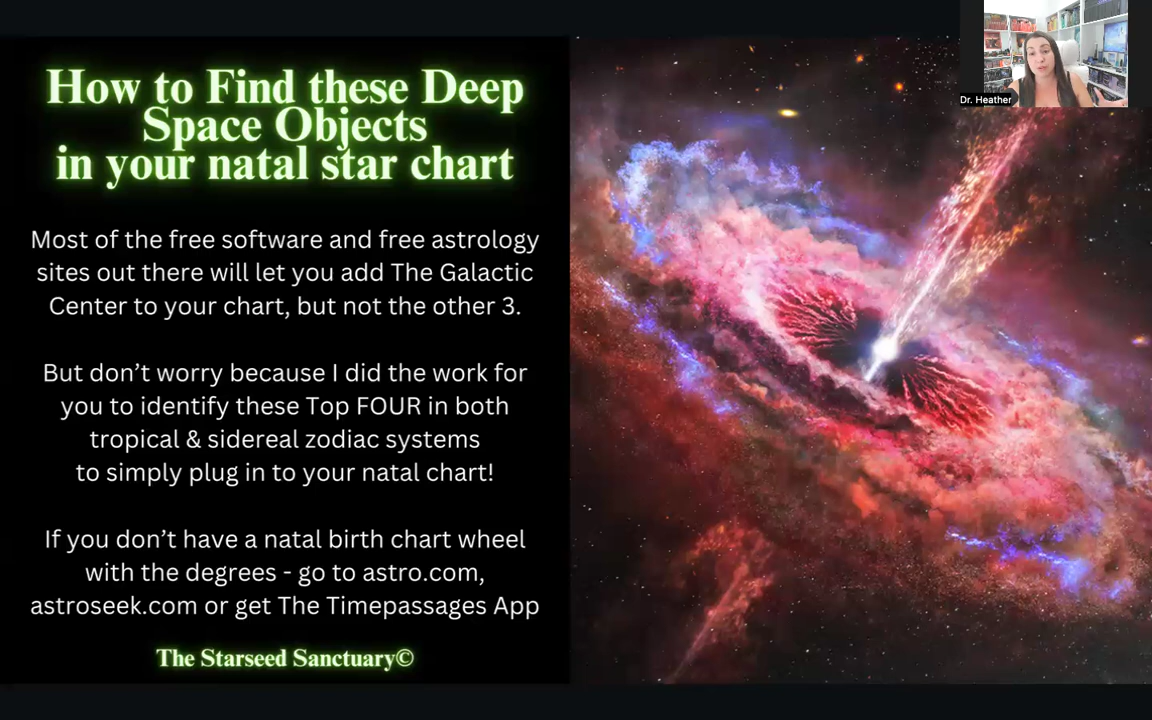 How to Find these Deep
Space Objects
in your natal star chart
Most of the free software and free astrology
sites out there will let you add The Galactic
Center to your chart, but not the other 3.
But don’t worry because I did the work for
you to identify these Top FOUR in both
tropical & sidereal zodiac systems
to simply plug in to your natal chart!
If you don’t have a natal birth chart wheel
with the degrees - go to astro.com,
astroseek.com or get The Timepassages App
The Starseed Sanctuary©
Dr. Heather